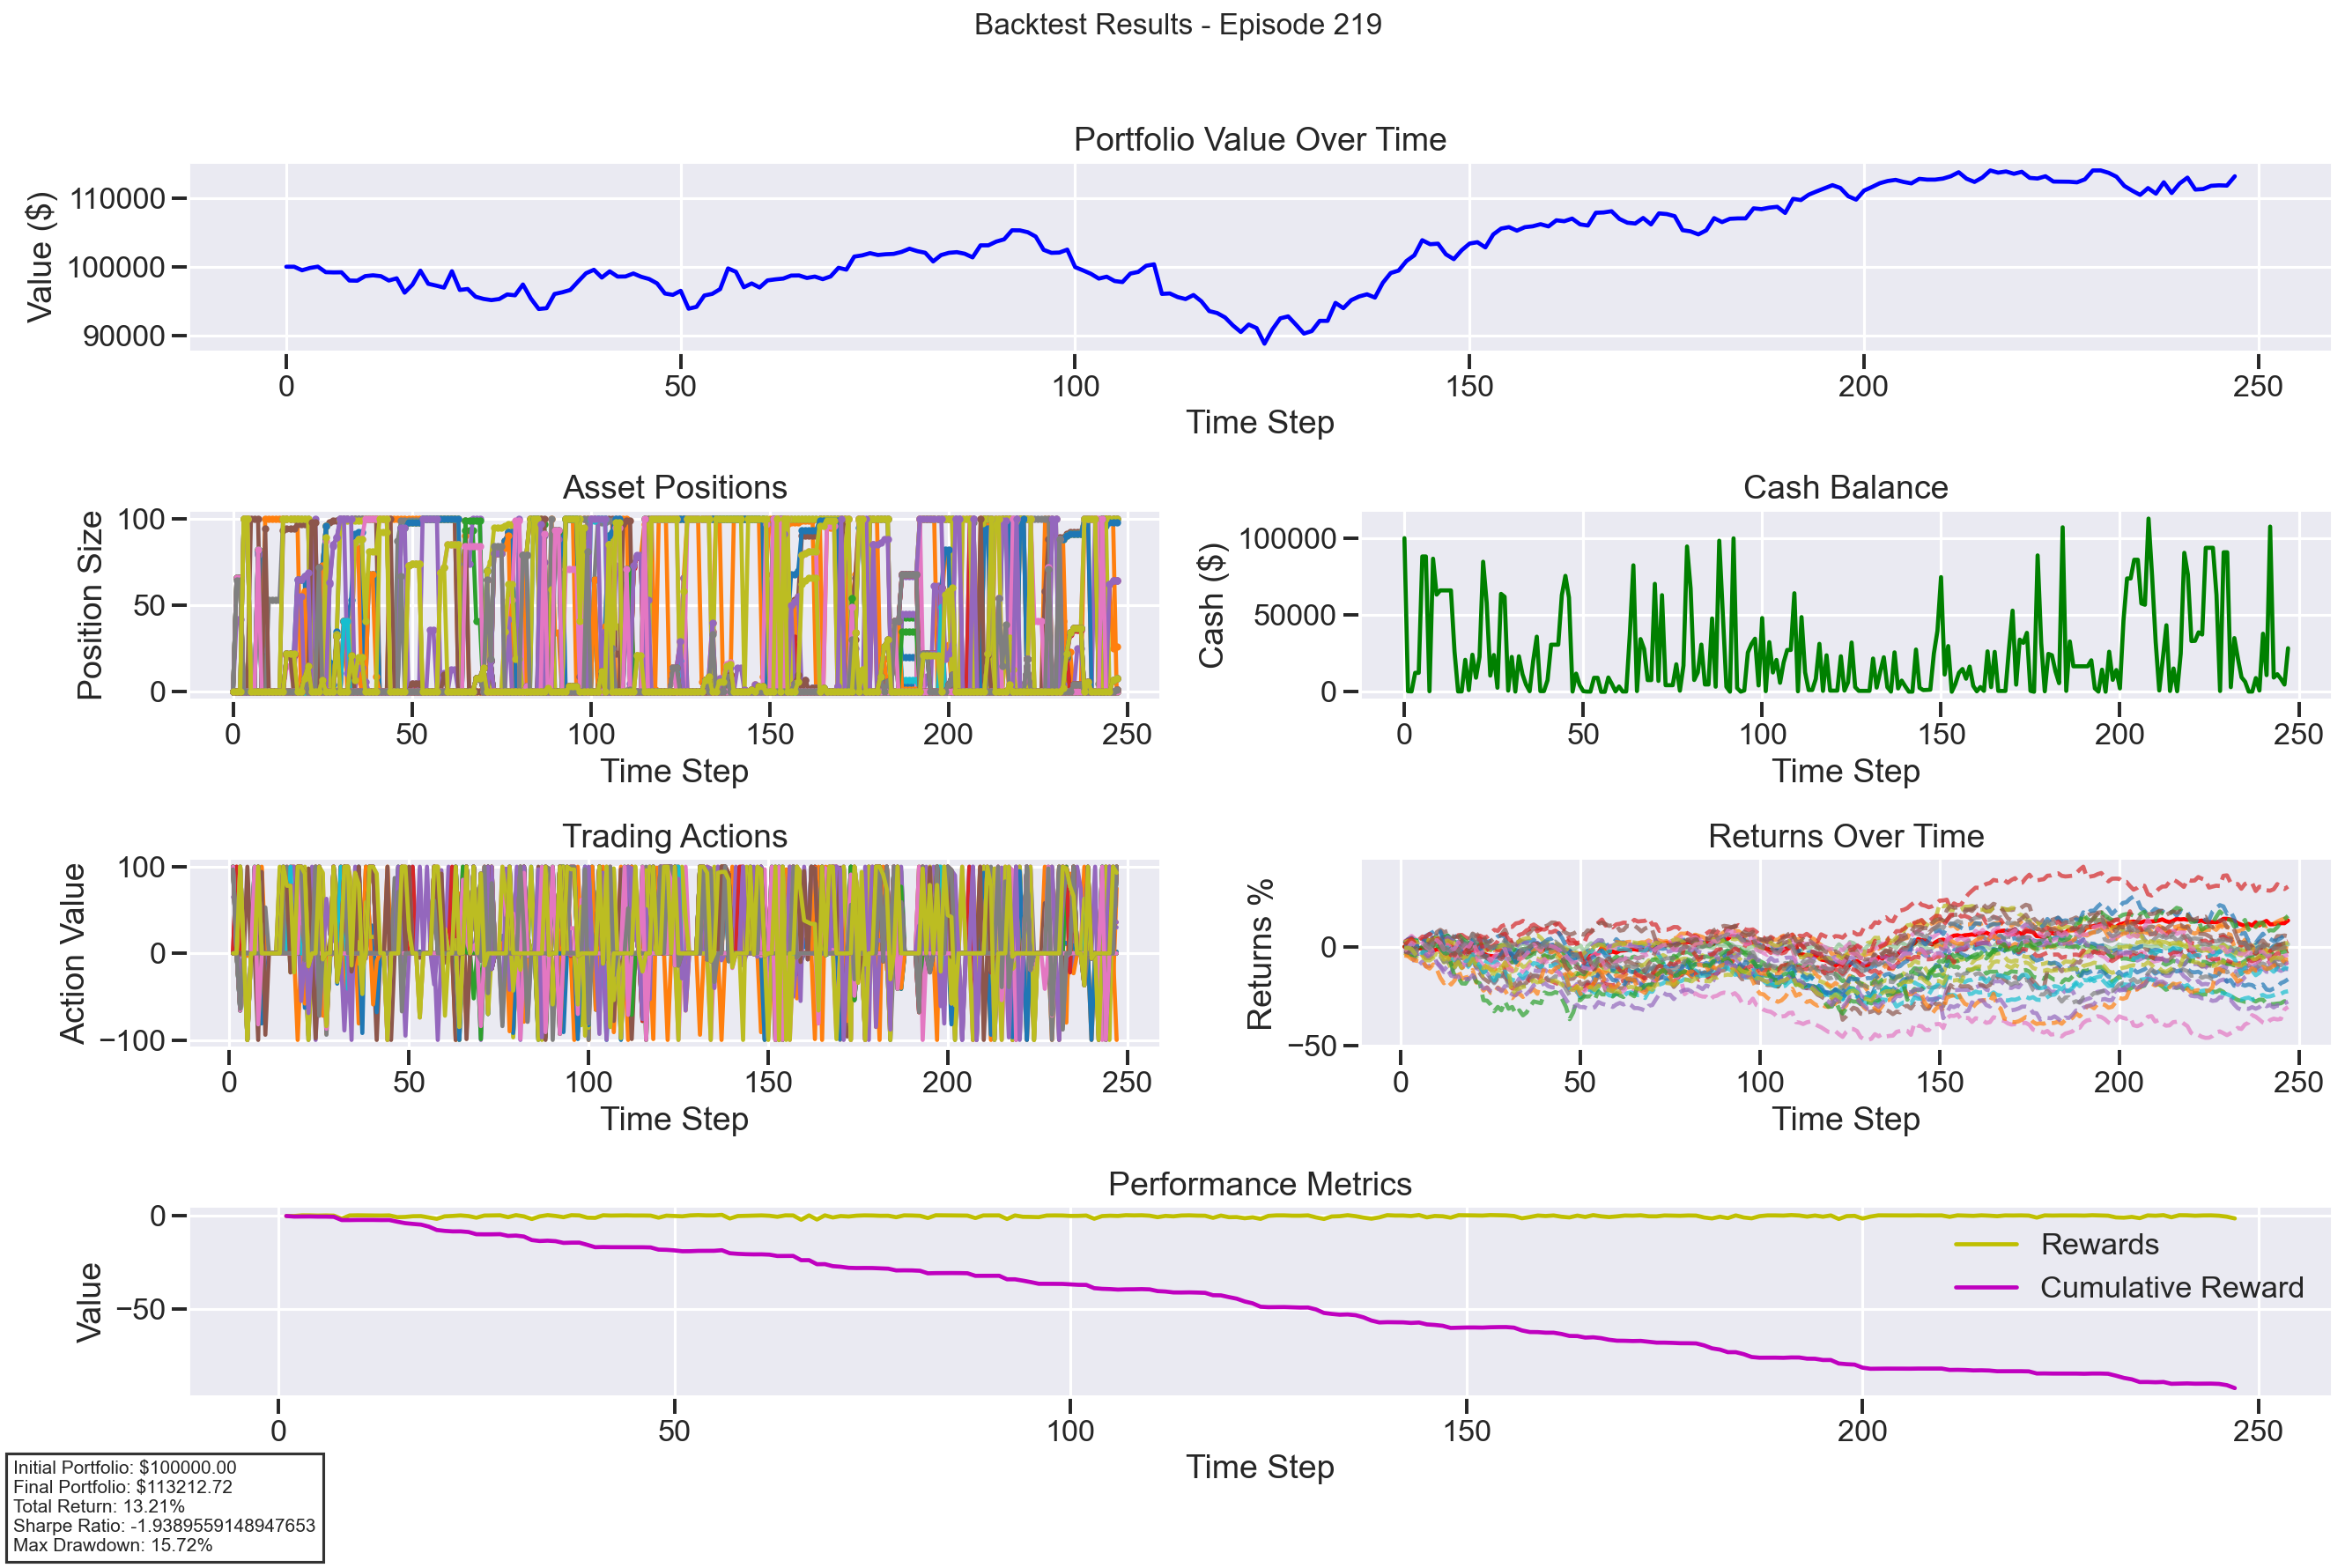 Backtest Results - Episode 219
Portfolio Value Over Time
Value ($)
110000
100000
90000
0 50 100 150 200 250
Time Step
Asset Positions
Position Size
100
50
0
0 50 100 150 200 250
Time Step
Cash Balance
Cash ($)
100000
50000
0
0 50 100 150 200 250
Time Step
Trading Actions
Action Value
100
0
−100
0 50 100 150 200 250
Time Step
Returns Over Time
Returns %
0
−50
0 50 100 150 200 250
Time Step
Performance Metrics
Value
0
−50
Rewards
Cumulative Reward
0 50 100 150 200 250
Time Step
Initial Portfolio: $100000.00
Final Portfolio: $113212.72
Total Return: 13.21%
Sharpe Ratio: -1.9389559148947653
Max Drawdown: 15.72%